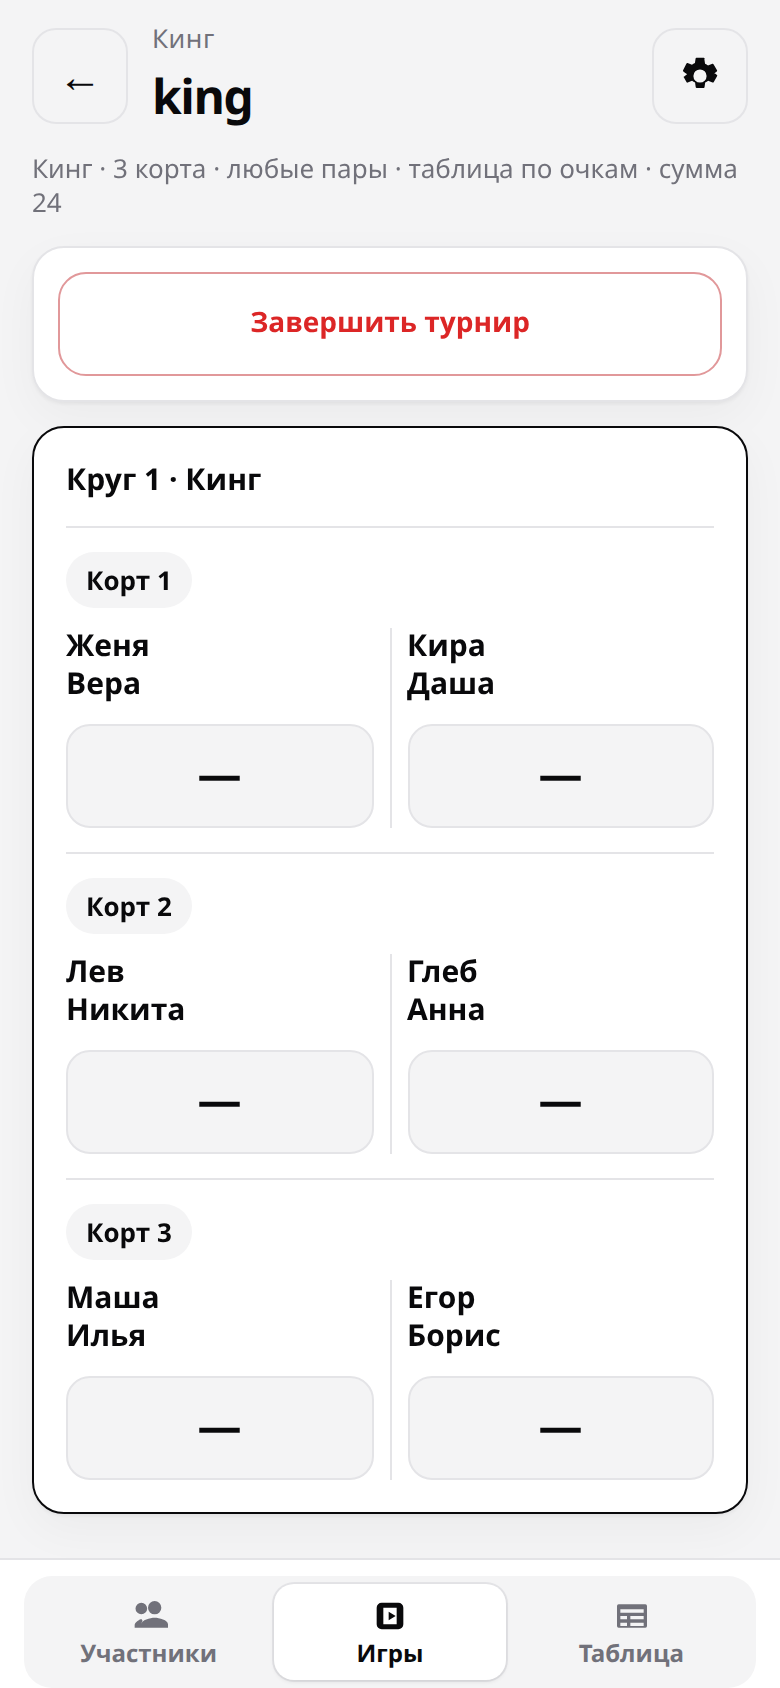 ←
Кинг
king
Кинг · 3 корта · любые пары · таблица по очкам · сумма
24
Завершить турнир
Круг 1 · Кинг
Корт 1
Женя
Вера
Кира
Даша
—
—
Корт 2
Лев
Никита
Глеб
Анна
—
—
Корт 3
Маша
Илья
Егор
Борис
—
—
Участники
Игры
Таблица